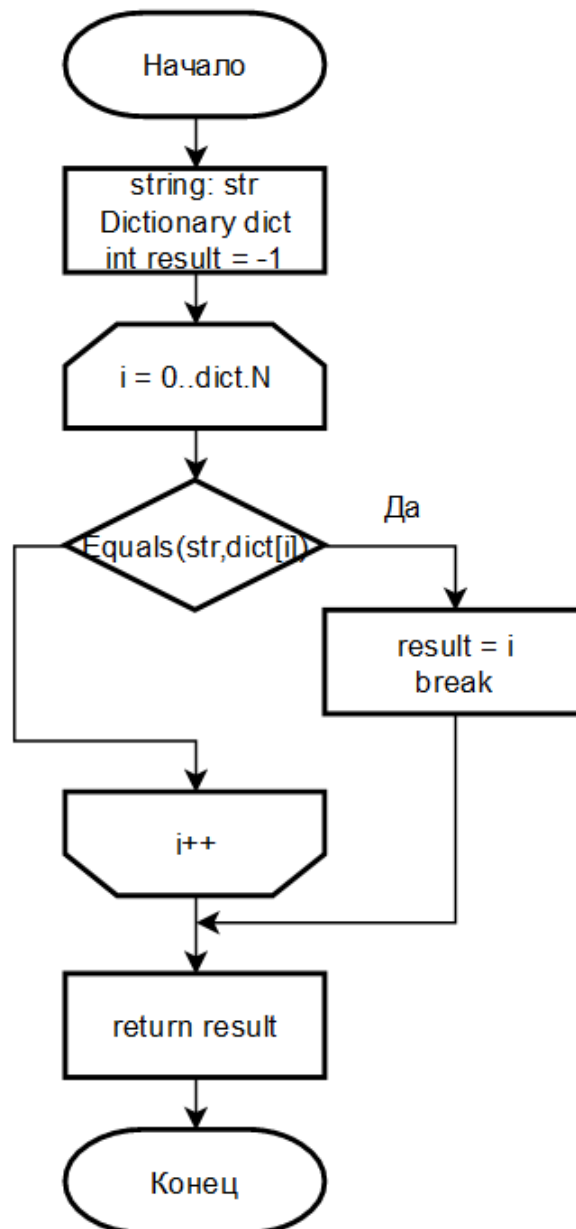 Начало
string: str
Dictionary dict
int result = -1
i = 0..dict.N
Equals(str,dict[i])
Да
result = i
break
i++
return result
Конец